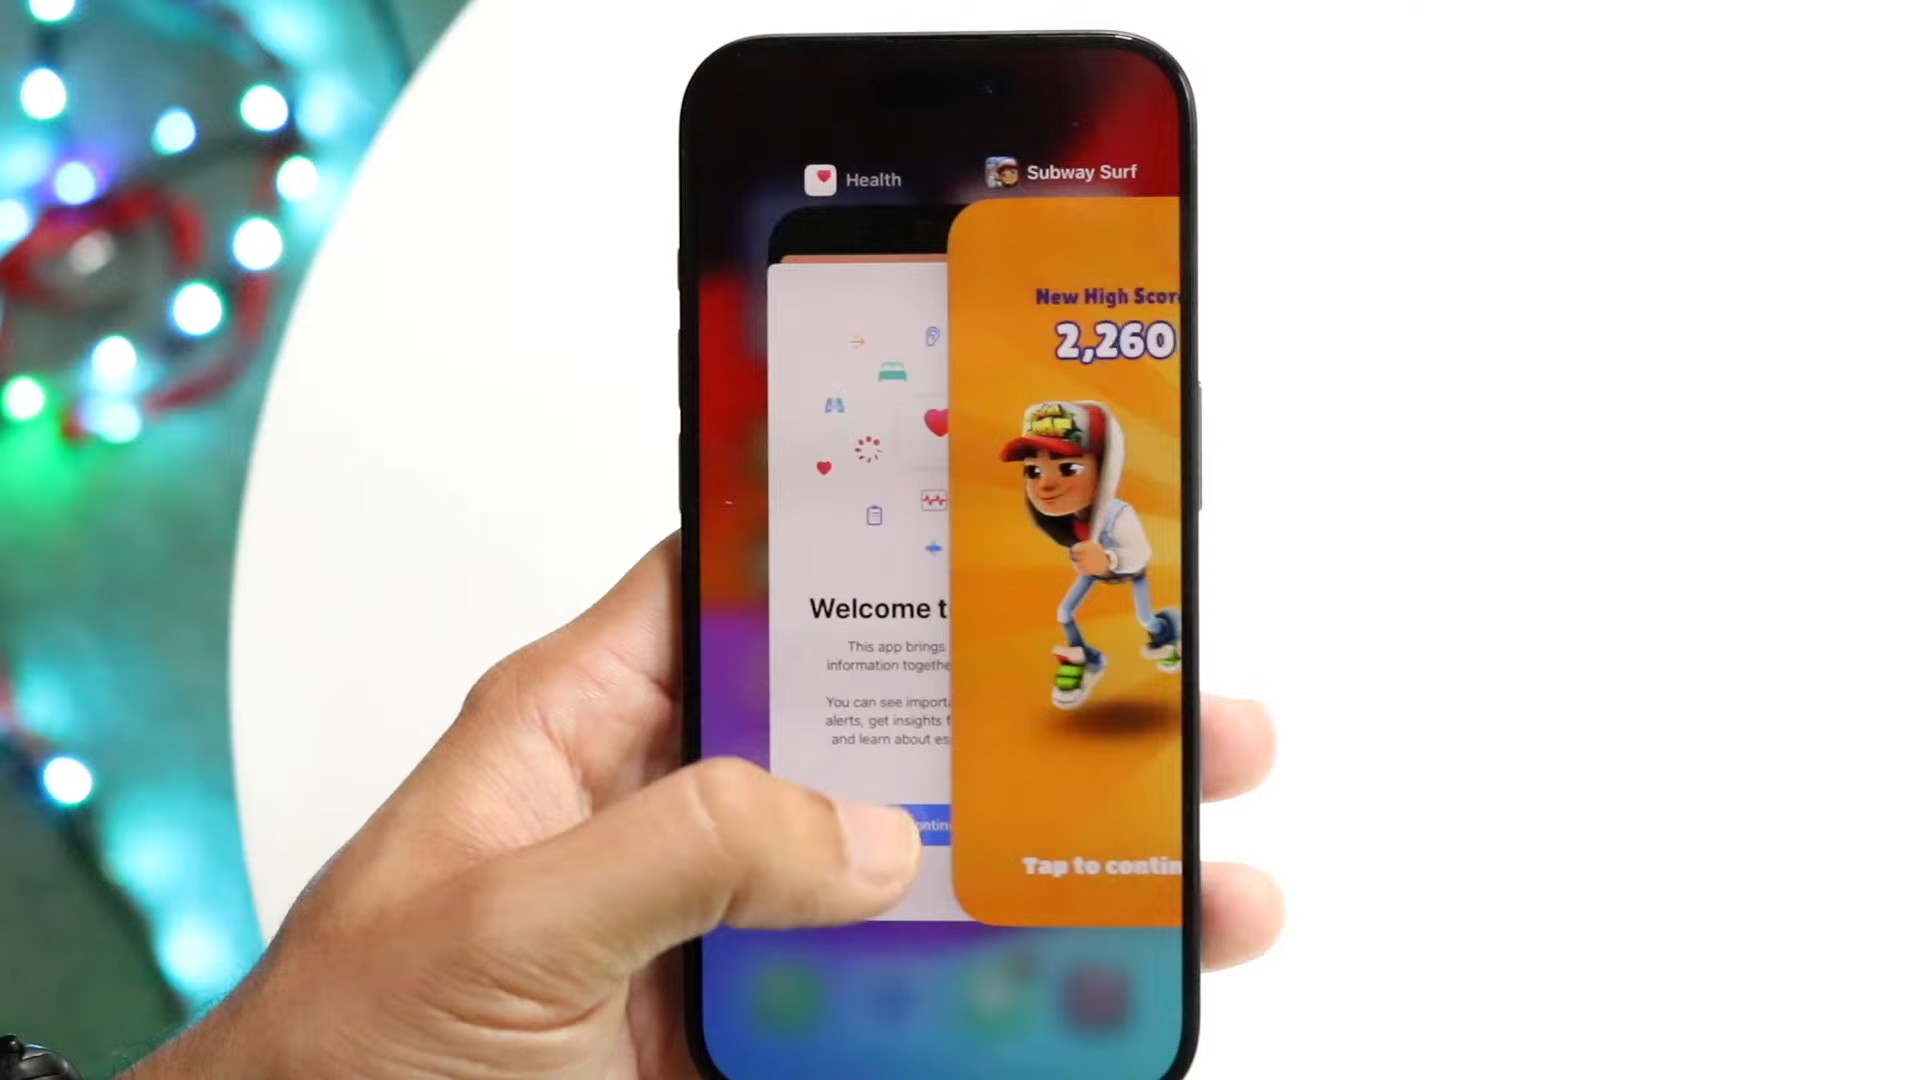 Health
Subway Surf
New High Scor
2,260
Welcome t
This app brings
information togethe
You can see import
alerts, get insights f
and learn about es
ontin
Tap to contin